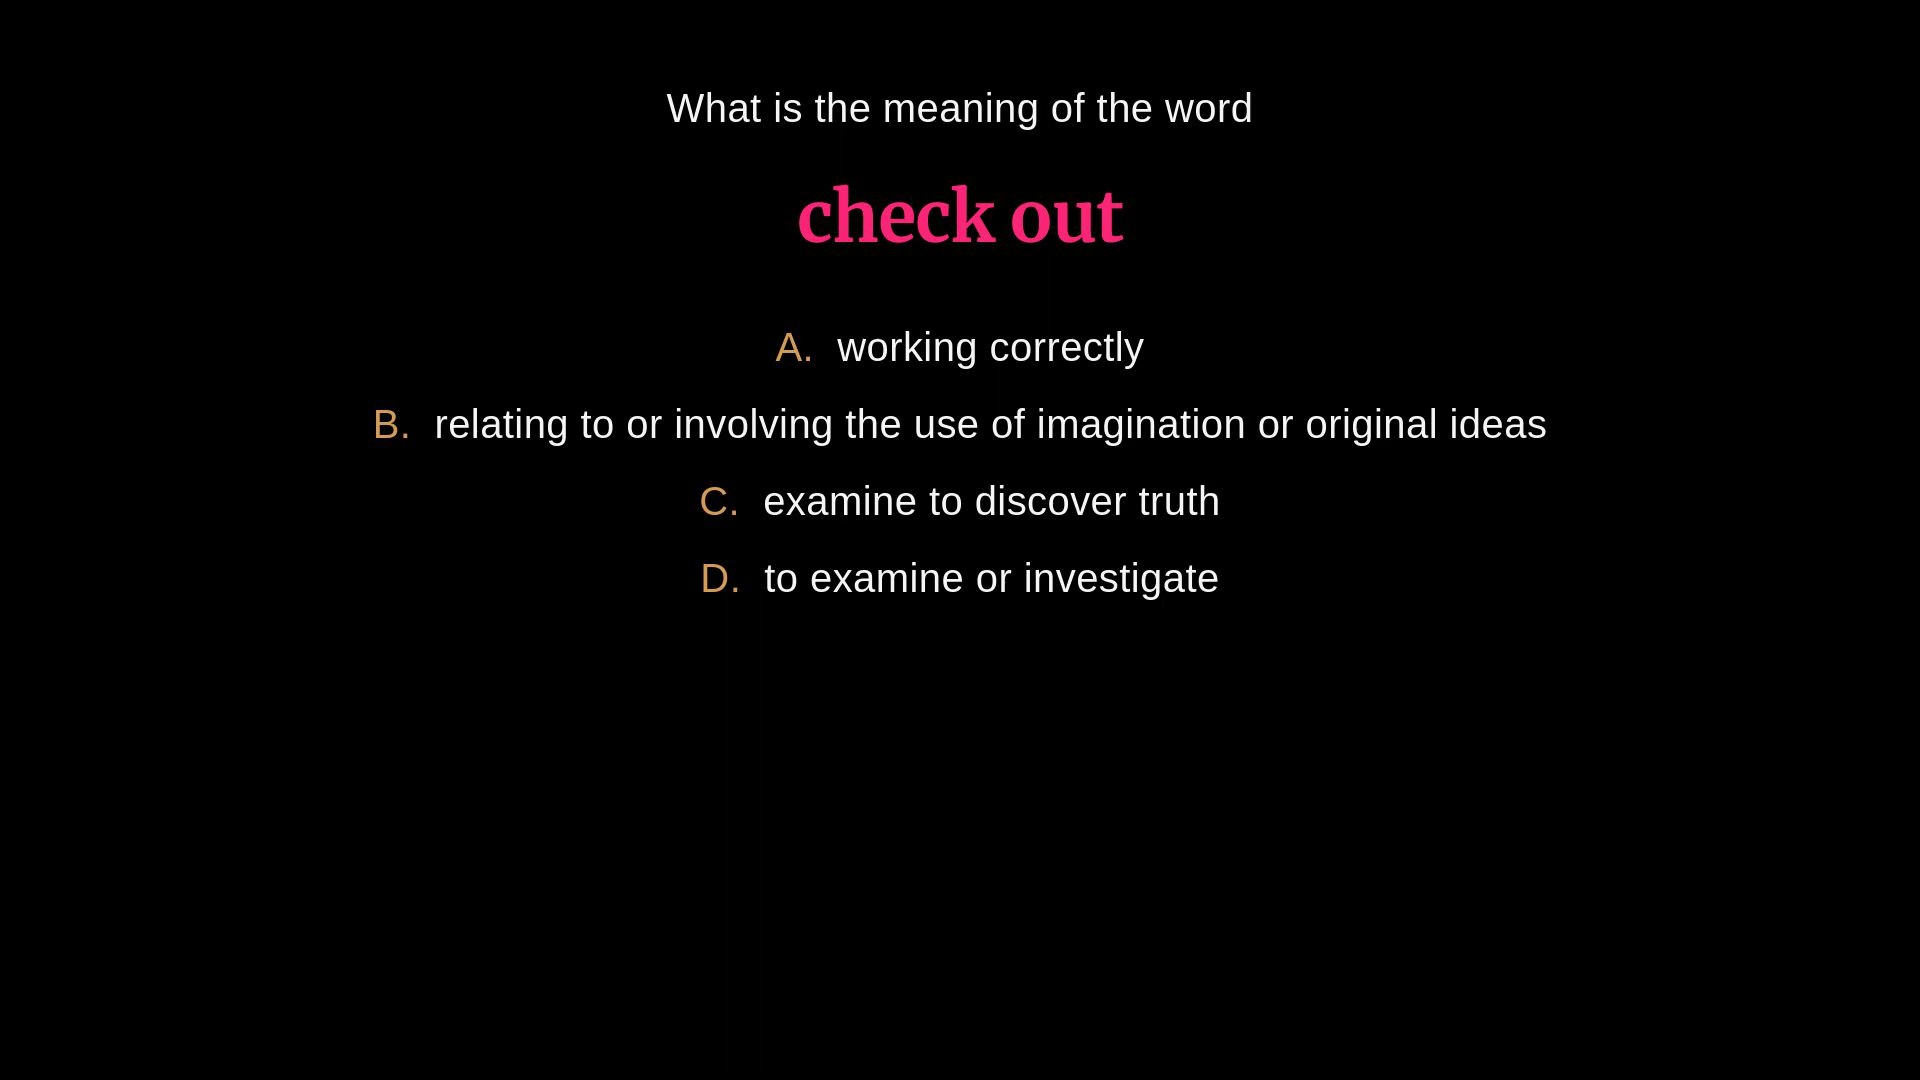 What is the meaning of the word
check out
A. working correctly
B. relating to or involving the use of imagination or original ideas
C. examine to discover truth
D. to examine or investigate